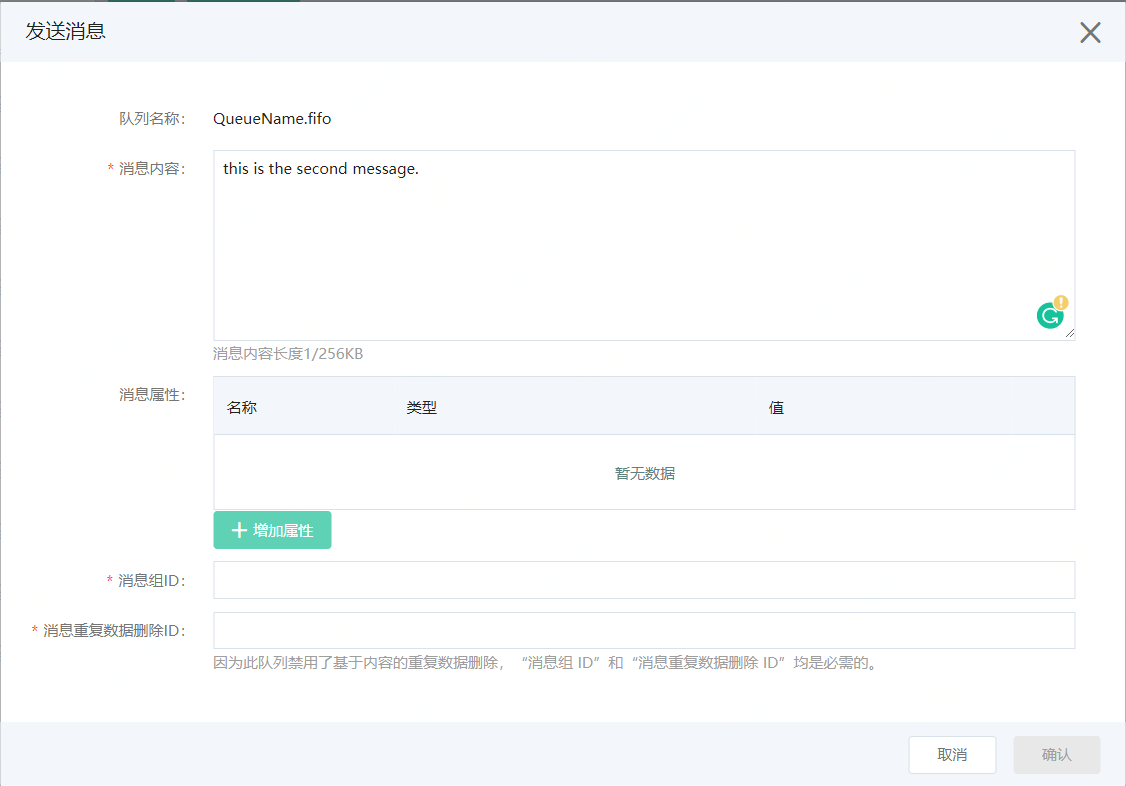 发送消息
队列名称： QueueName.fifo
* 消息内容： this is the second message.
消息内容长度1/256KB
消息属性： 名称 类型 值
暂无数据
增加属性
* 消息组ID：
* 消息重复数据删除ID：
因为此队列禁用了基于内容的重复数据删除，“消息组 ID”和“消息重复数据删除 ID”均是必需的。
取消 确认